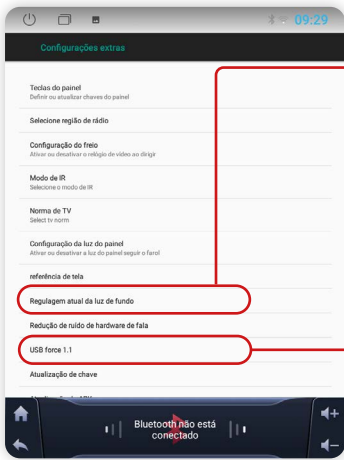 09:29
Configurações extras
Teclas do painel
Definir ou atualizar chaves do painel
Selecione região de rádio
Configuração do freio
Ativar ou desativar o relógio de vídeo ao dirigir
Modo de IR
Selecione o modo de IR
Norma de TV
Select tv norm
Configuração da luz do painel
Ativar ou desativar a luz do painel seguir o farol
referência de tela
Regulagem atual da luz de fundo
Redução de ruído de hardware de fala
USB force 1.1
Atualização de chave
Bluetooth não está
conectado